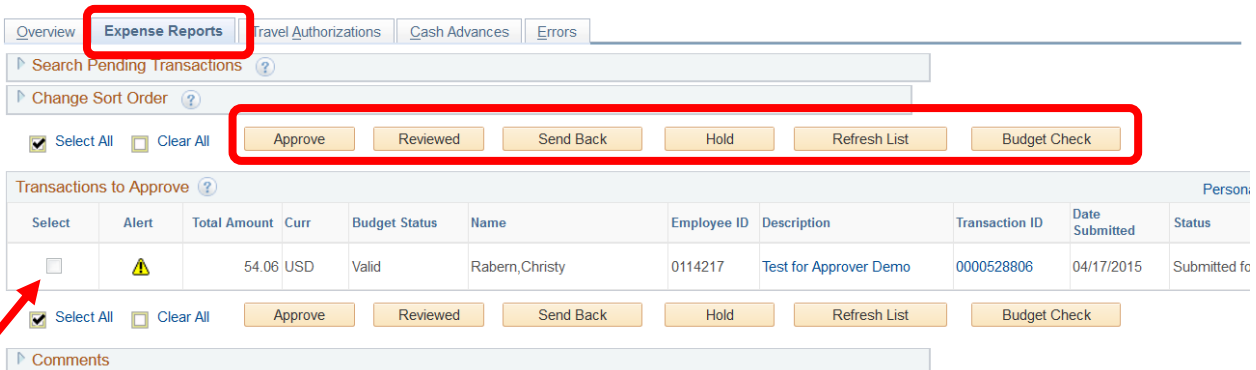 Overview Expense Reports Travel Authorizations Cash Advances Errors
Search Pending Transactions ?
Change Sort Order ?
Select All Clear All Approve Reviewed Send Back Hold Refresh List Budget Check
Transactions to Approve ? Persona
Select Alert Total Amount Curr Budget Status Name Employee ID Description Transaction ID Date Submitted Status
54.06 USD Valid Rabern,Christy 0114217 Test for Approver Demo 0000528806 04/17/2015 Submitted fo
Select All Clear All Approve Reviewed Send Back Hold Refresh List Budget Check
Comments